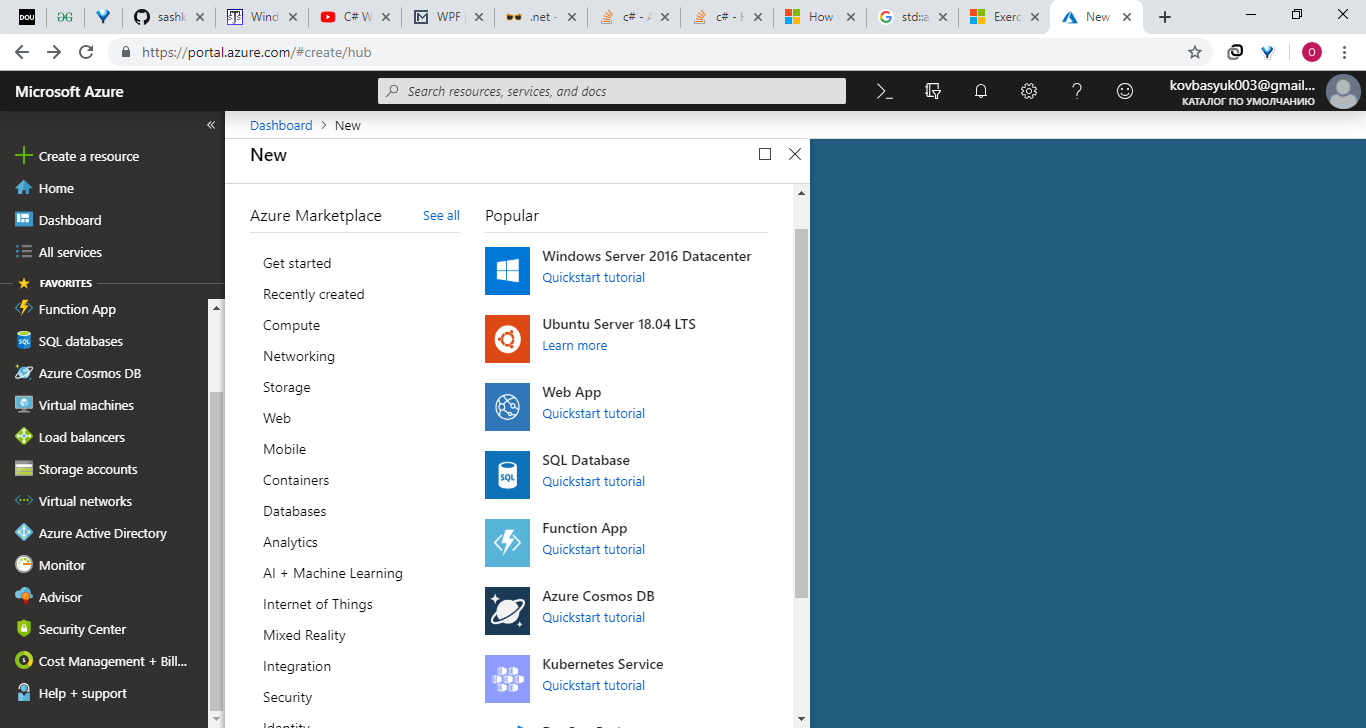 DOU
sashk
Wind
C# W
WPF
.net -
c# - A
c# - H
How
std::a
Exerc
New
https://portal.azure.com/#create/hub
O
Microsoft Azure
Search resources, services, and docs
kovbasyuk003@gmail...
КАТАЛОГ ПО УМОЛЧАНИЮ
Create a resource
Home
Dashboard
All services
FAVORITES
Function App
SQL databases
Azure Cosmos DB
Virtual machines
Load balancers
Storage accounts
Virtual networks
Azure Active Directory
Monitor
Advisor
Security Center
Cost Management + Bill...
Help + support
Dashboard > New
New
Azure Marketplace
See all
Get started
Recently created
Compute
Networking
Storage
Web
Mobile
Containers
Databases
Analytics
AI + Machine Learning
Internet of Things
Mixed Reality
Integration
Security
Identity
Popular
Windows Server 2016 Datacenter
Quickstart tutorial
Ubuntu Server 18.04 LTS
Learn more
Web App
Quickstart tutorial
SQL
SQL Database
Quickstart tutorial
Function App
Quickstart tutorial
Azure Cosmos DB
Quickstart tutorial
Kubernetes Service
Quickstart tutorial